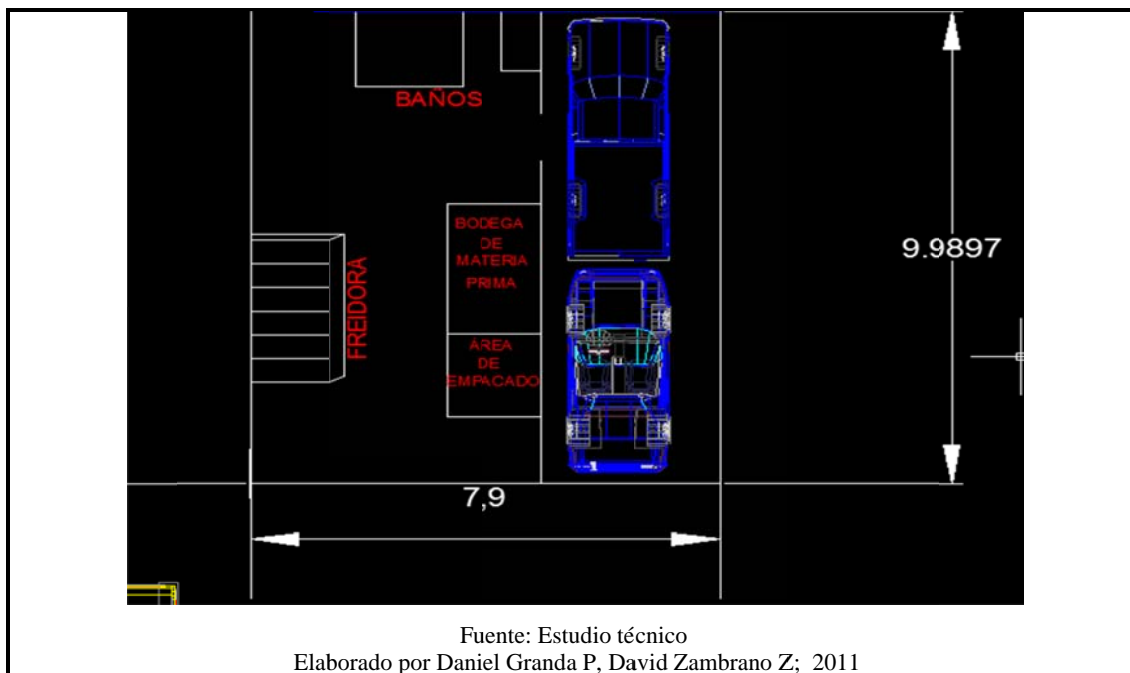 BAÑOS
BODEGA
DE
MATERIA
PRIMA
9.9897
FREIDORA
ÁREA
DE
EMPACADO
7,9
Fuente: Estudio técnico
Elaborado por Daniel Granda P, David Zambrano Z; 2011